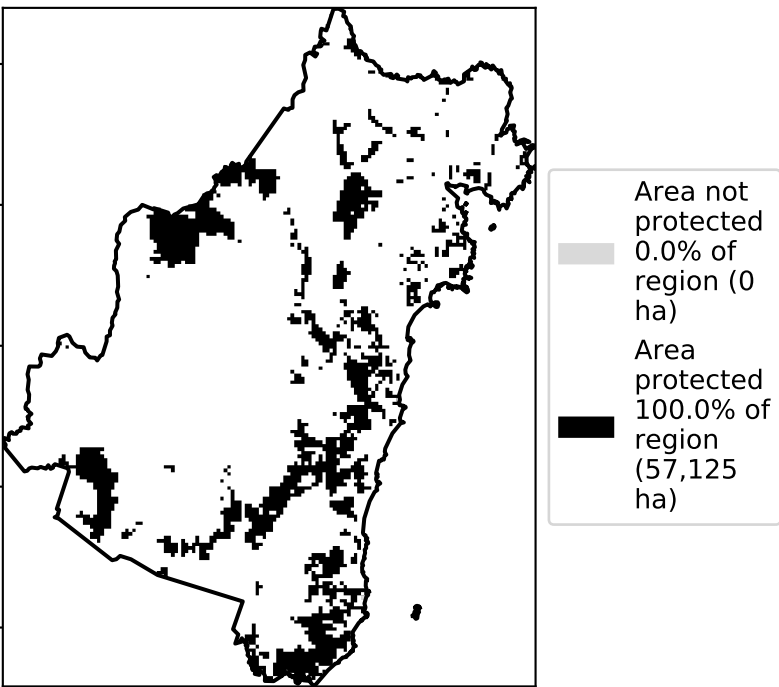 Area not
protected
0.0% of
region (0
ha)
Area
protected
100.0% of
region
(57,125
ha)